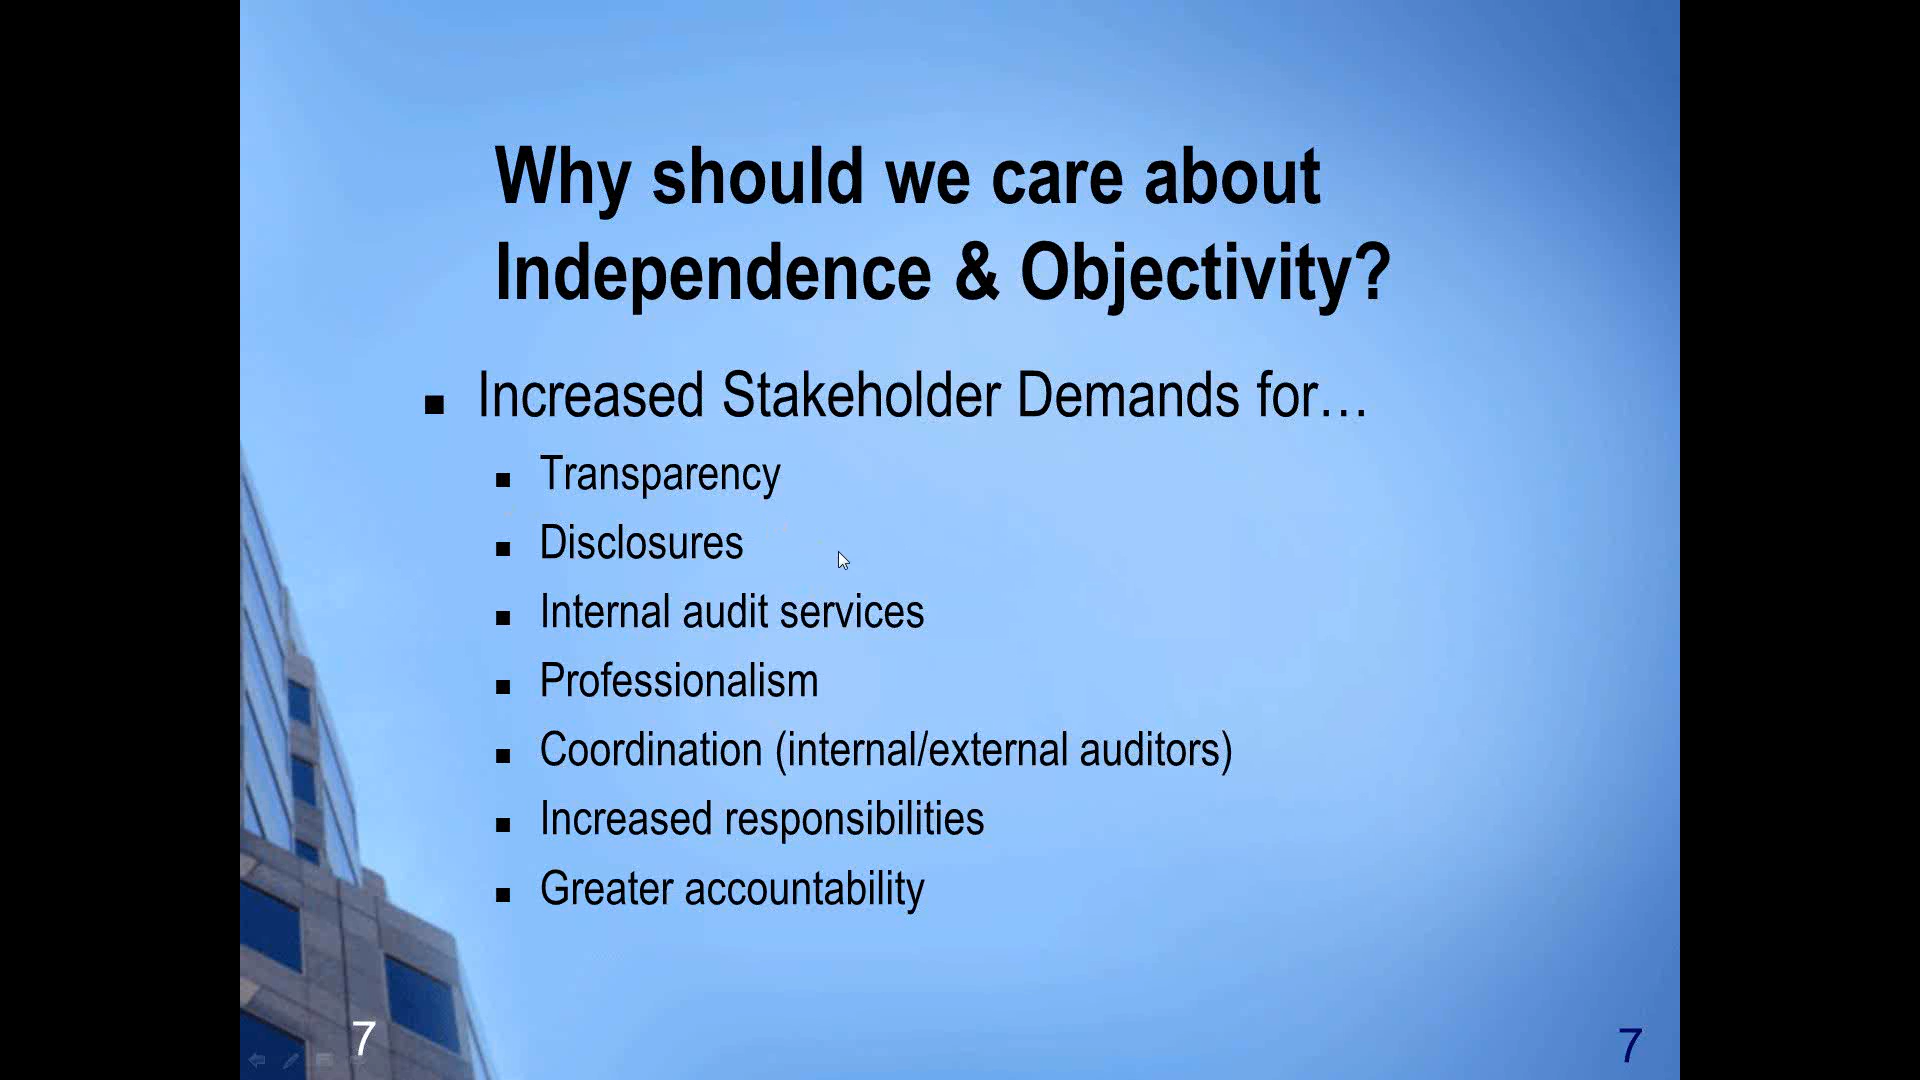 Why should we care about
Independence & Objectivity?
Increased Stakeholder Demands for…
Transparency
Disclosures
Internal audit services
Professionalism
Coordination (internal/external auditors)
Increased responsibilities
Greater accountability
7
7